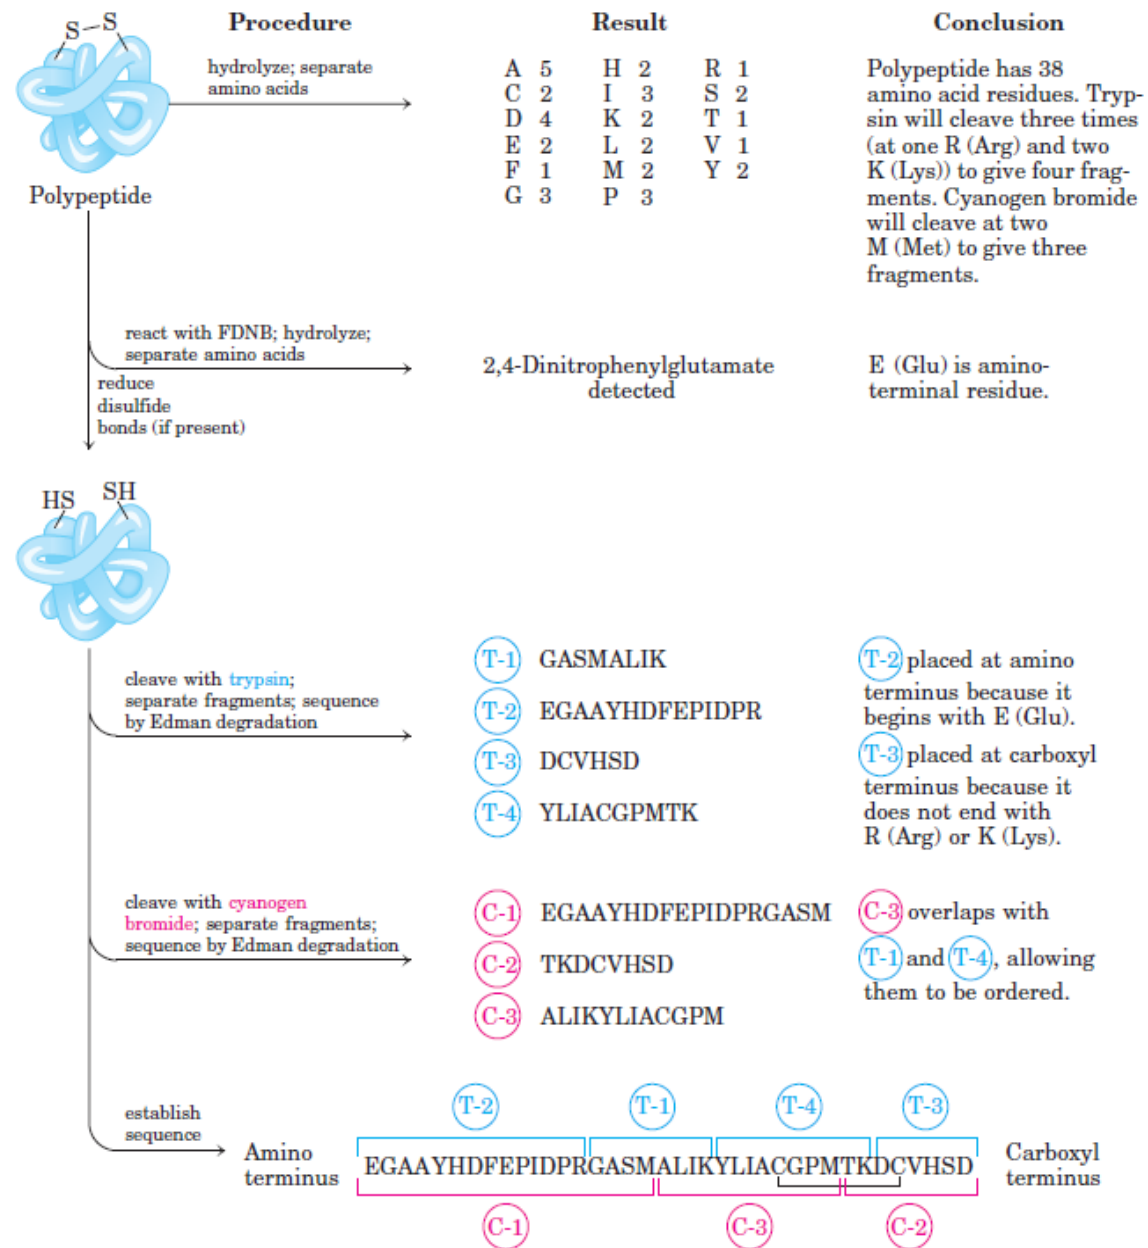 Procedure
Result
Conclusion
S–S
Polypeptide
hydrolyze; separate
amino acids
A 5 H 2 R 1
C 2 I 3 S 2
D 4 K 2 T 1
E 2 L 2 V 1
F 1 M 2 Y 2
G 3 P 3
Polypeptide has 38
amino acid residues. Tryp-
sin will cleave three times
(at one R (Arg) and two
K (Lys)) to give four frag-
ments. Cyanogen bromide
will cleave at two
M (Met) to give three
fragments.
react with FDNB; hydrolyze;
separate amino acids
2,4-Dinitrophenylglutamate
detected
E (Glu) is amino-
terminal residue.
reduce
disulfide
bonds (if present)
HS SH
cleave with trypsin;
separate fragments; sequence
by Edman degradation
T-1 GASMALIK
T-2 EGAAYHDFEPIDPR
T-3 DCVHSD
T-4 YLIACGPMTK
T-2 placed at amino
terminus because it
begins with E (Glu).
T-3 placed at carboxyl
terminus because it
does not end with
R (Arg) or K (Lys).
cleave with cyanogen
bromide; separate fragments;
sequence by Edman degradation
C-1 EGAAYHDFEPIDPRGASM
C-2 TKDCVHSD
C-3 ALIKYLIACGPM
C-3 overlaps with
T-1 and T-4, allowing
them to be ordered.
establish
sequence
Amino
terminus
T-2 T-1 T-4 T-3
EGAAYHDFEPIDPRGASMALIKYLIACGPMTKDCVHSD
C-1 C-3 C-2
Carboxyl
terminus